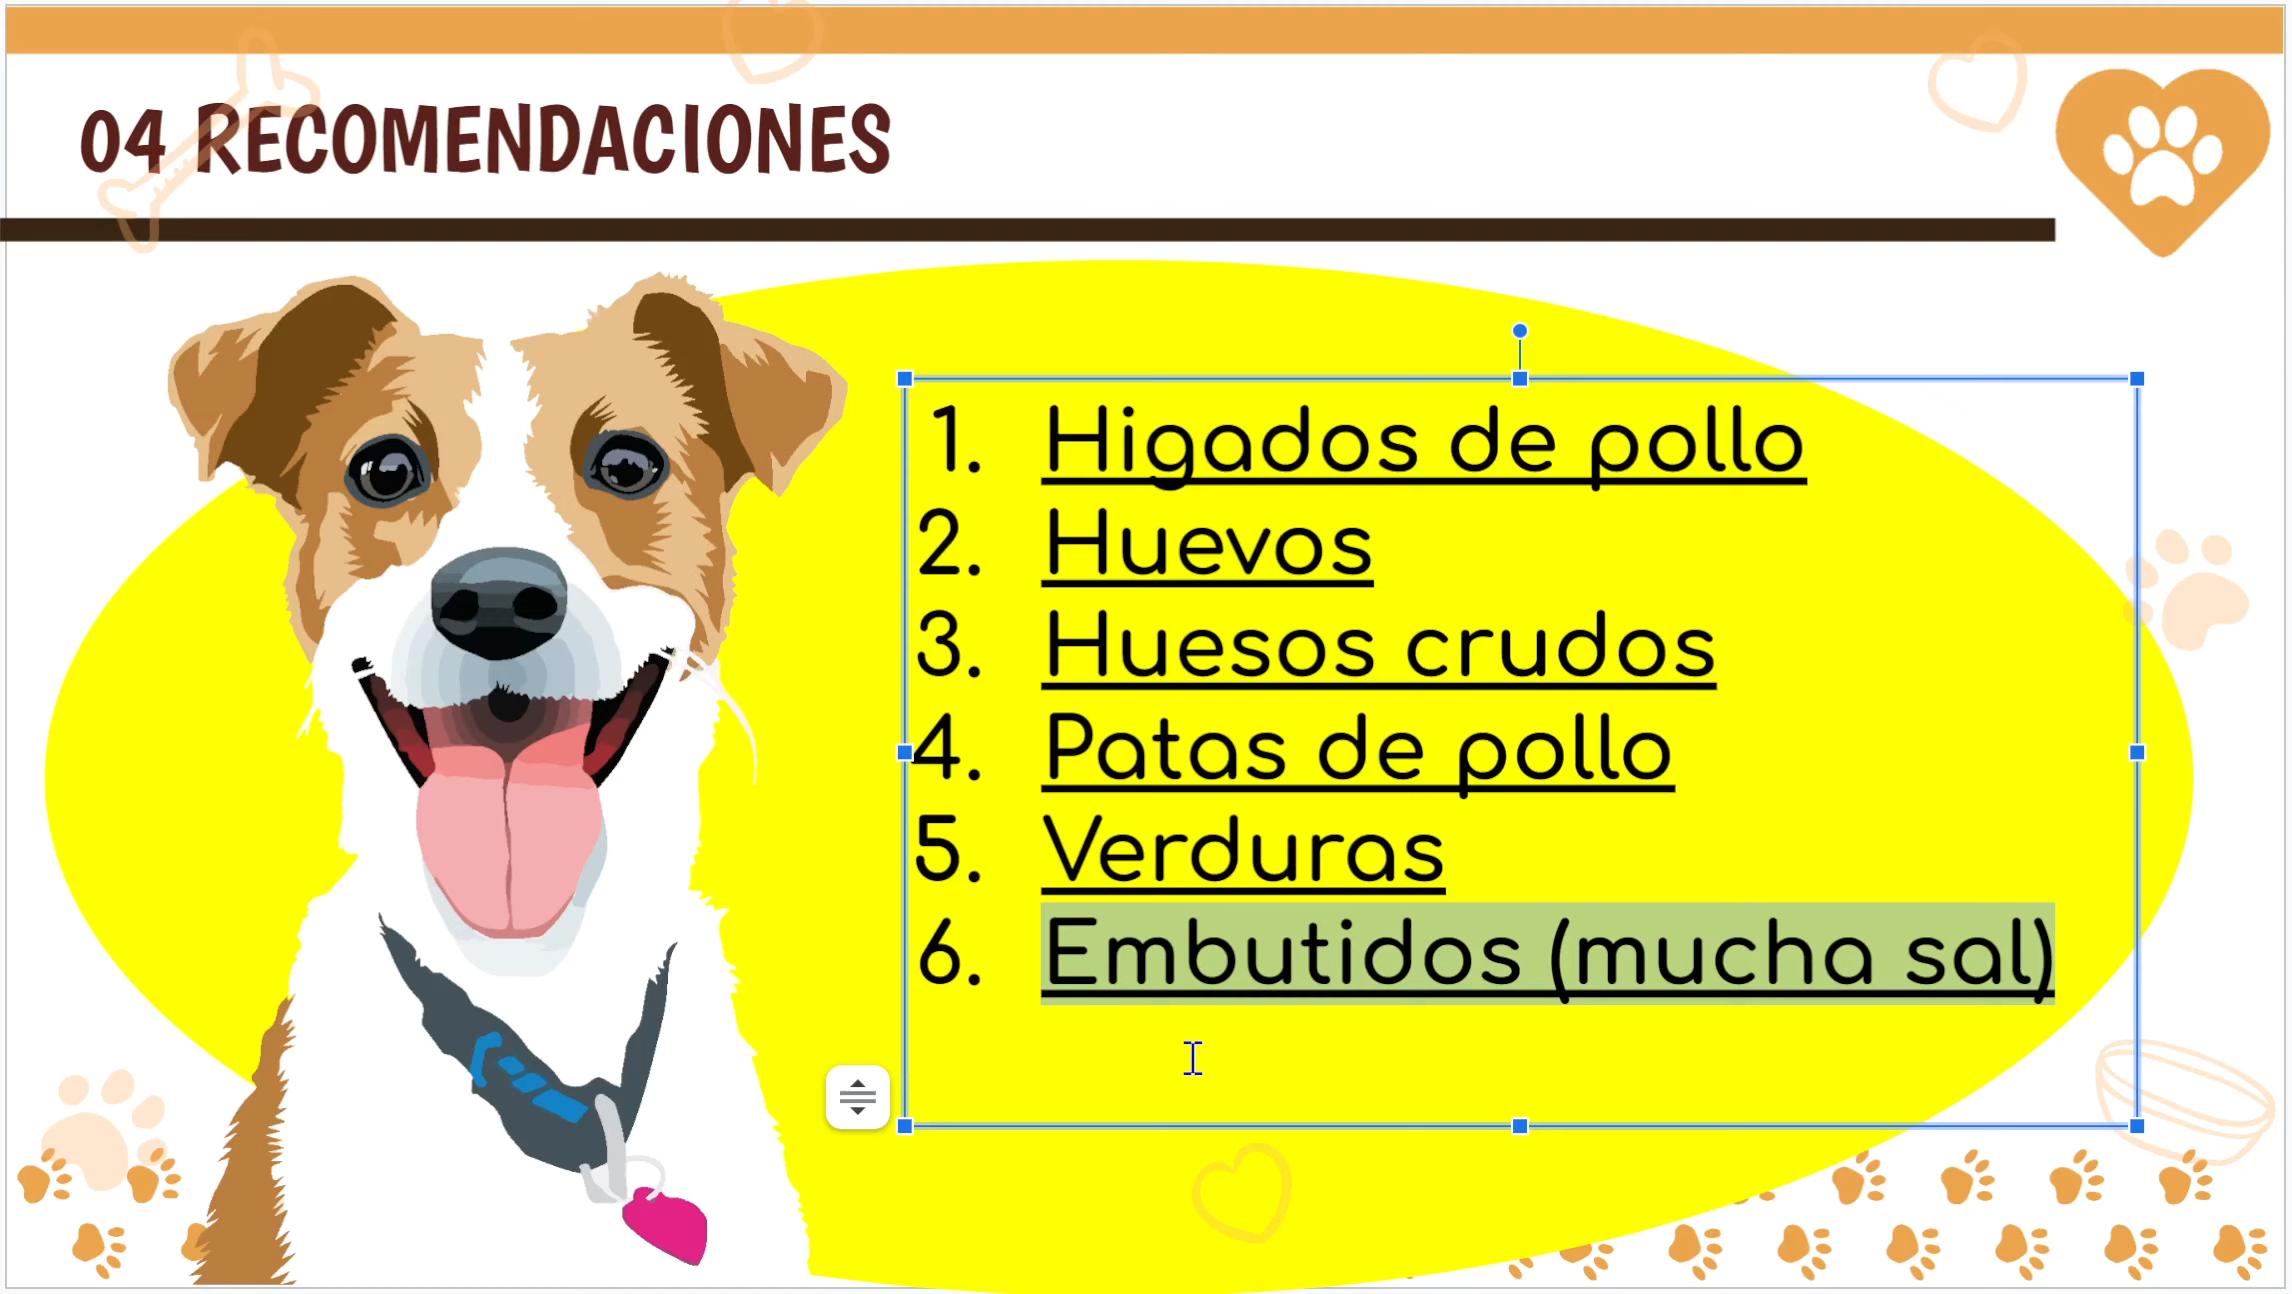 04 RECOMENDACIONES
1. Higados de pollo
2. Huevos
3. Huesos crudos
4. Patas de pollo
5. Verduras
6. Embutidos (mucha sal)